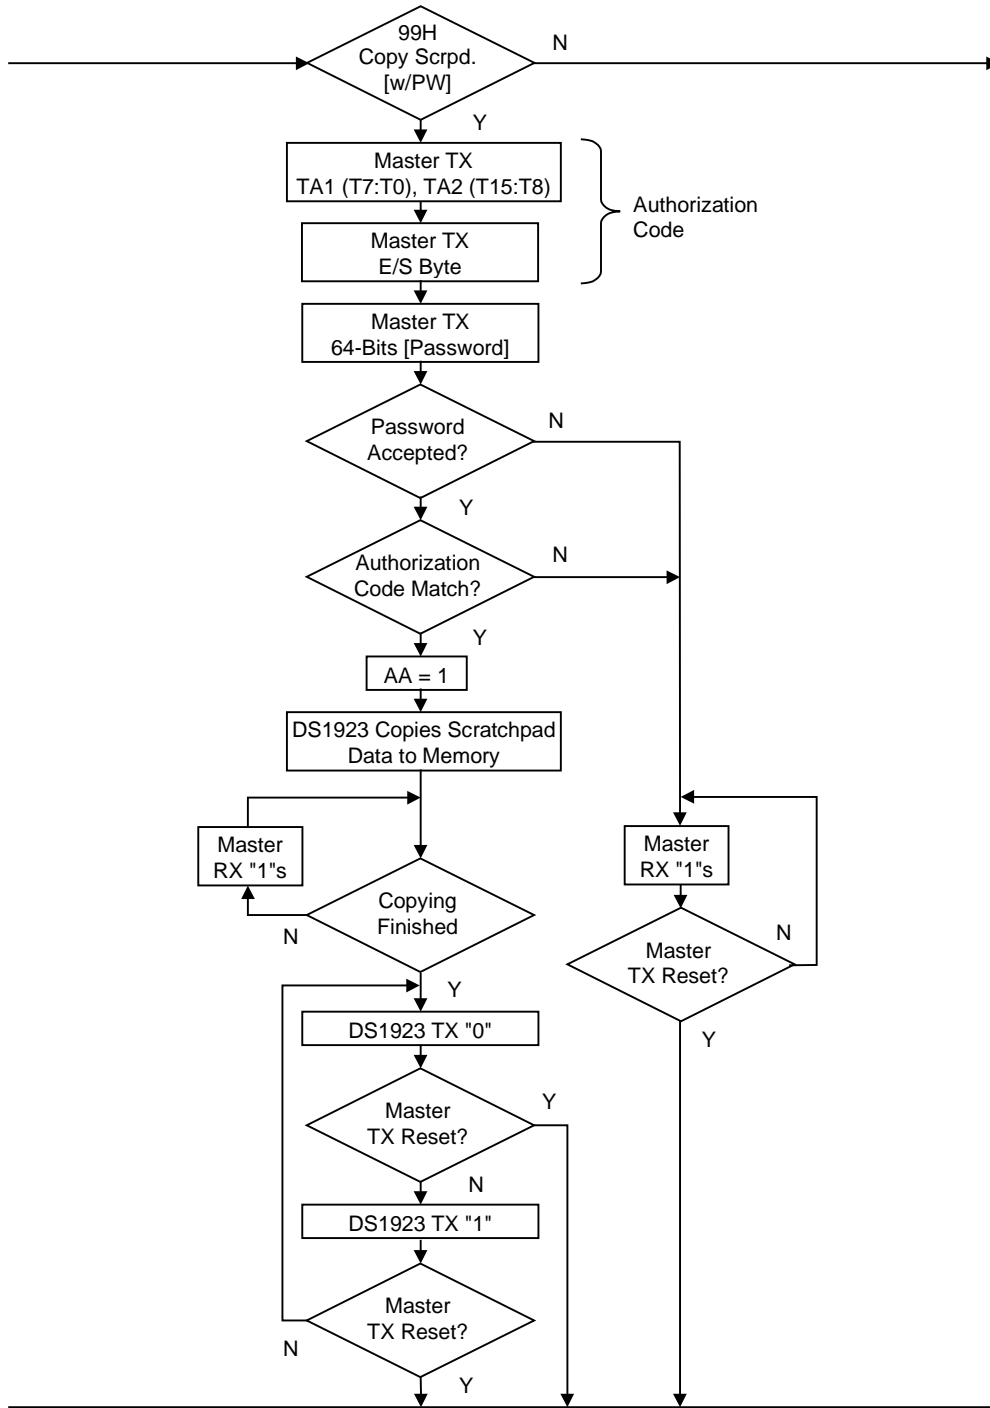 99H
Copy Scrpd.
[w/PW]
N
Y
Master TX
TA1 (T7:T0), TA2 (T15:T8)
Authorization
Code
Master TX
E/S Byte
Master TX
64-Bits [Password]
Password
Accepted?
N
Y
Authorization
Code Match?
N
Y
AA = 1
DS1923 Copies Scratchpad
Data to Memory
Master
RX "1"s
Copying
Finished
N
Y
Master
RX "1"s
Master
TX Reset?
N
Y
DS1923 TX "0"
Master
TX Reset?
Y
N
DS1923 TX "1"
Master
TX Reset?
N
Y